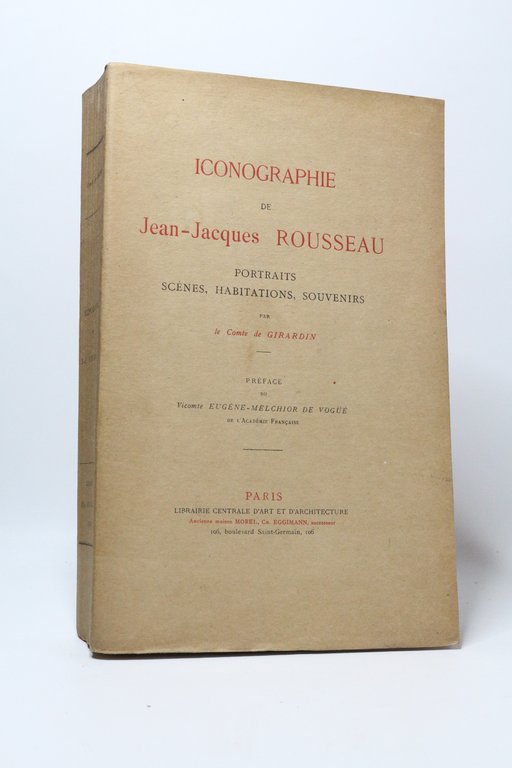 ICONOGRAPHIE
DE
Jean-Jacques ROUSSEAU
PORTRAITS
SCÈNES, HABITATIONS, SOUVENIRS
PAR
le Comte de GIRARDIN
PRÉFACE
DU
Vicomte EUGÈNE-MELCHIOR DE VOGÜÉ
DE L'ACADÉMIE FRANÇAISE
PARIS
LIBRAIRIE CENTRALE D'ART ET D'ARCHITECTURE
Ancienne maison MOREL, CH. EGGIMANN, successeur
106, boulevard Saint-Germain, 106